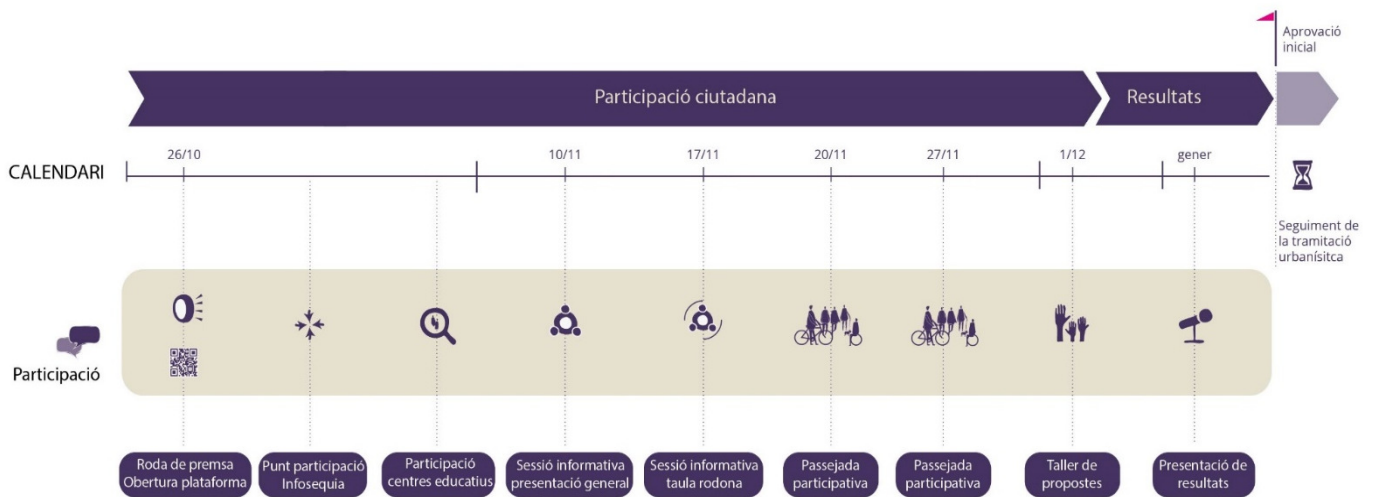 Aprovació
inicial
Participació ciutadana
Resultats
CALENDARI
26/10
10/11
17/11
20/11
27/11
1/12
gener
Seguiment de
la tramitació
urbanísitca
Participació
Roda de premsa
Obertura plataforma
Punt participació
Infosequia
Participació
centres educatius
Sessió informativa
presentació general
Sessió informativa
taula rodona
Passejada
participativa
Passejada
participativa
Taller de
propostes
Presentació de
resultats